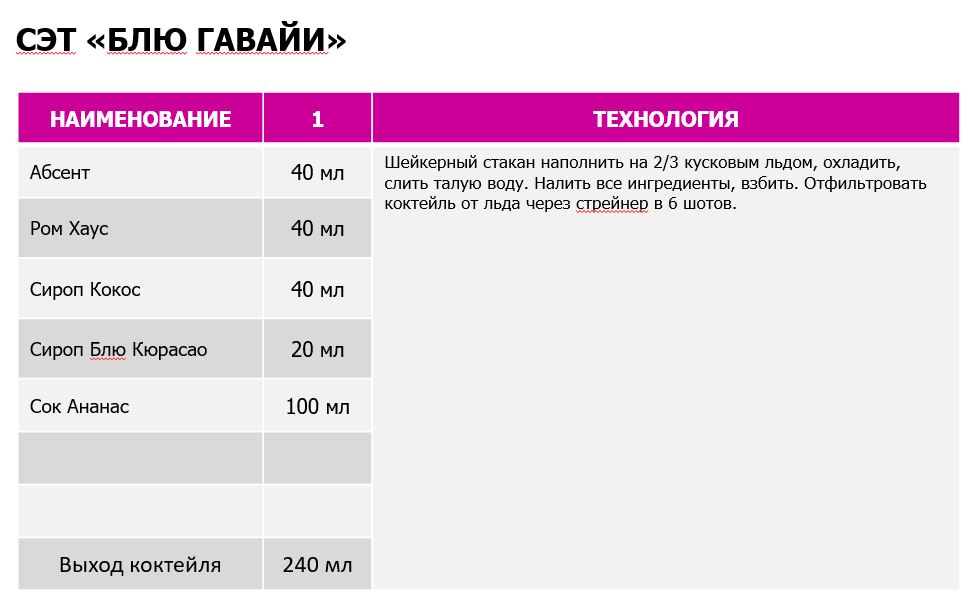 СЭТ «БЛЮ ГАВАЙИ»
НАИМЕНОВАНИЕ 1 ТЕХНОЛОГИЯ
Абсент 40 мл
Шейкерный стакан наполнить на 2/3 кусковым льдом, охладить,
слить талую воду. Налить все ингредиенты, взбить. Отфильтровать
коктейль от льда через стрейнер в 6 шотов.
Ром Хаус 40 мл
Сироп Кокос 40 мл
Сироп Блю Кюрасао 20 мл
Сок Ананас 100 мл
Выход коктейля 240 мл